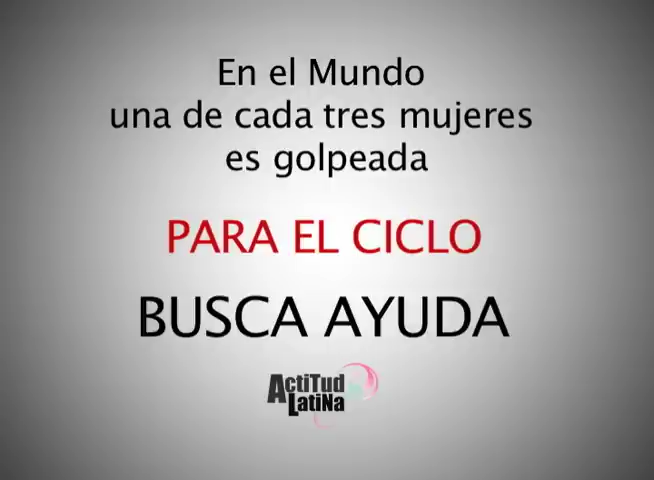 En el Mundo
una de cada tres mujeres
es golpeada
PARA EL CICLO
BUSCA AYUDA
ActiTud
LatiNa